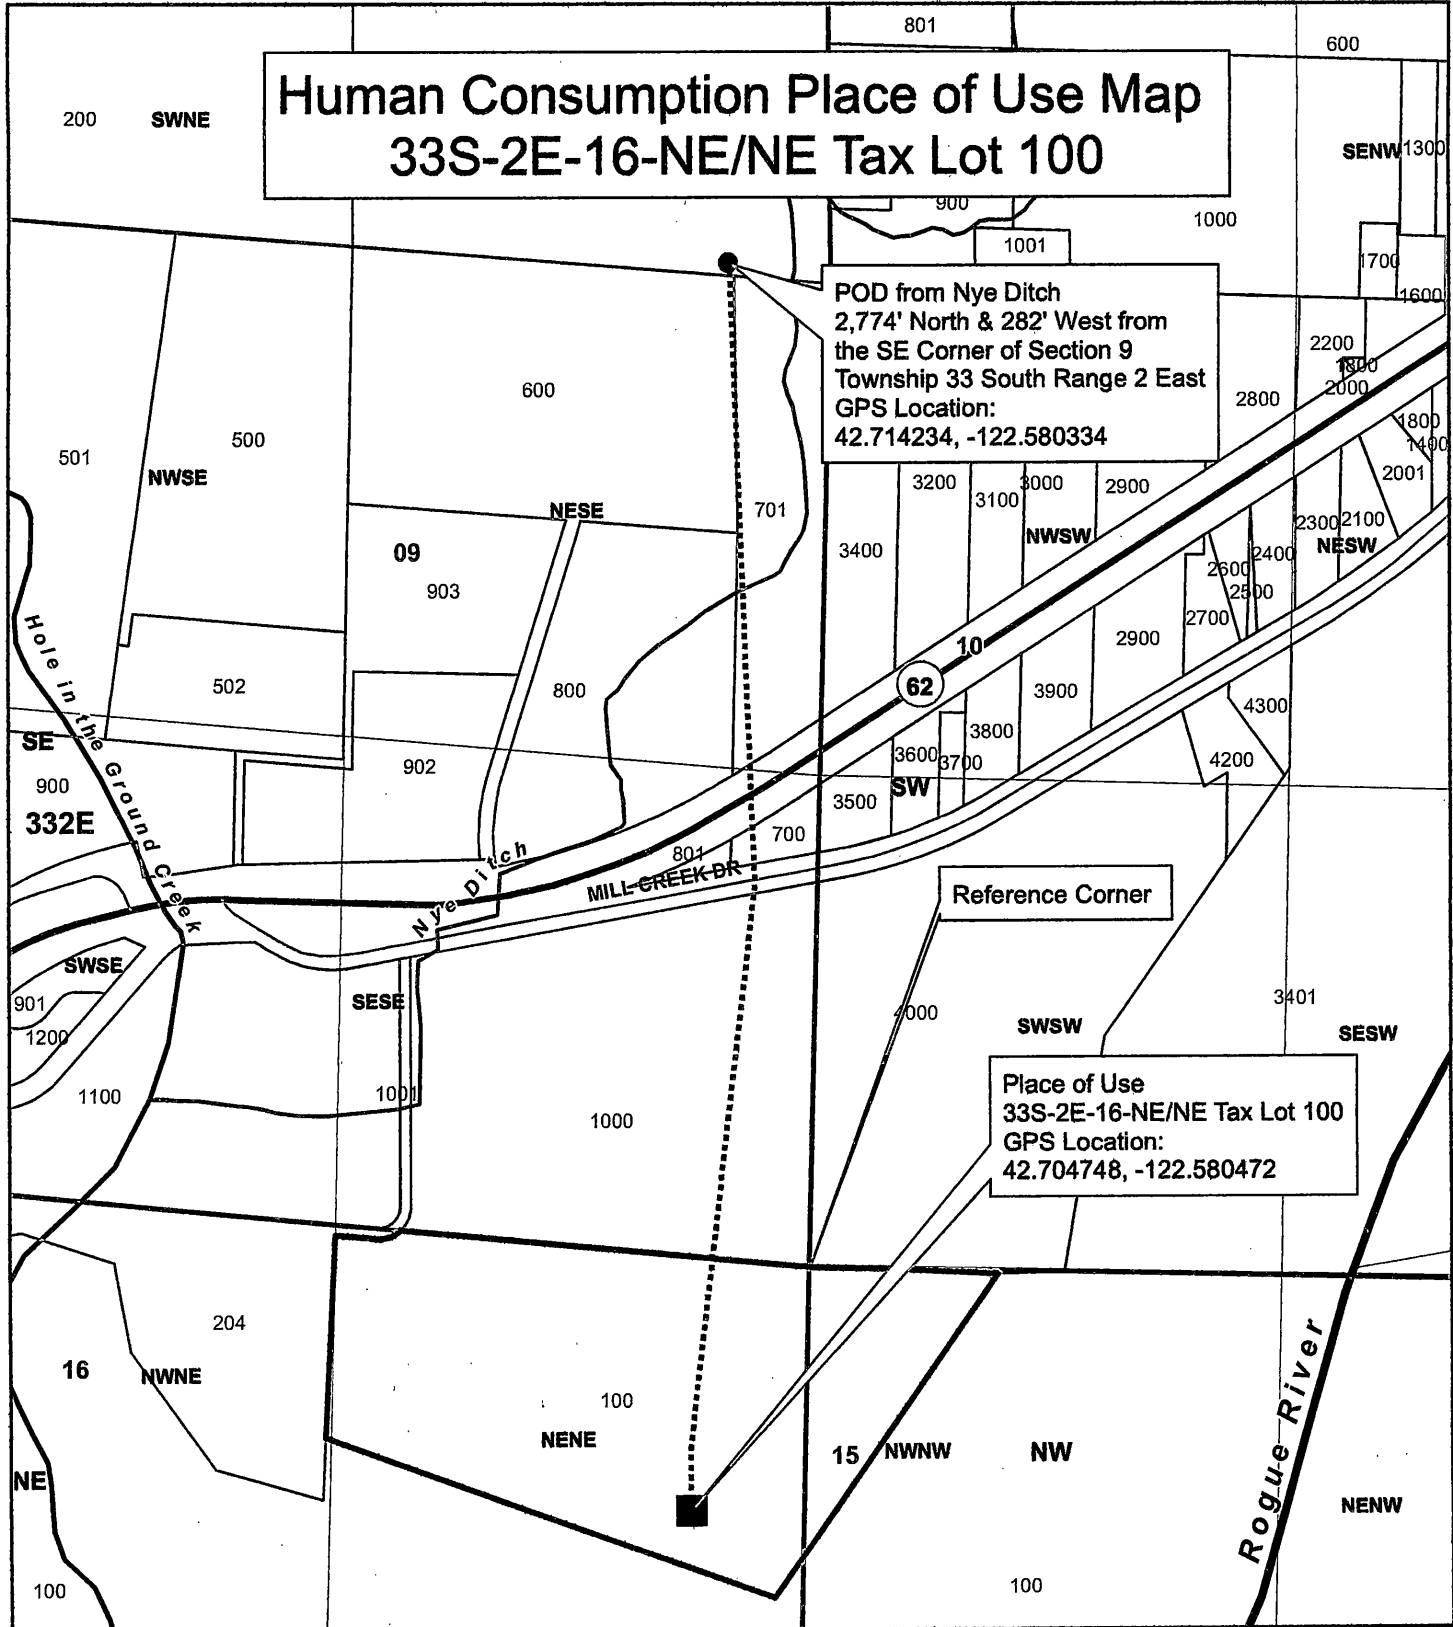 801
600
Human Consumption Place of Use Map
33S-2E-16-NE/NE Tax Lot 100
200
SWNE
SENW
1300
900
1000
1001
1700
1600
POD from Nye Ditch
2,774' North & 282' West from
the SE Corner of Section 9
Township 33 South Range 2 East
GPS Location:
42.714234, -122.580334
2200
1800
2000
2800
1800
1400
2001
600
500
501
NWSE
NESE
701
09
903
3200
3100
3000
2900
3400
NWSW
2300
2100
NESW
2400
2600
2500
2700
2900
10
62
Hole in the Ground Creek
502
800
3900
4300
3800
SE
900
902
3600
3700
4200
SW
332E
3500
700
801
MILL CREEK DR
Nye Ditch
Reference Corner
SWSE
901
1200
SESE
4000
SWSW
3401
SESW
1100
1001
1000
Place of Use
33S-2E-16-NE/NE Tax Lot 100
GPS Location:
42.704748, -122.580472
204
16
NWNE
100
NENE
15
NWNW
NW
Rogue River
NE
NENW
100
100